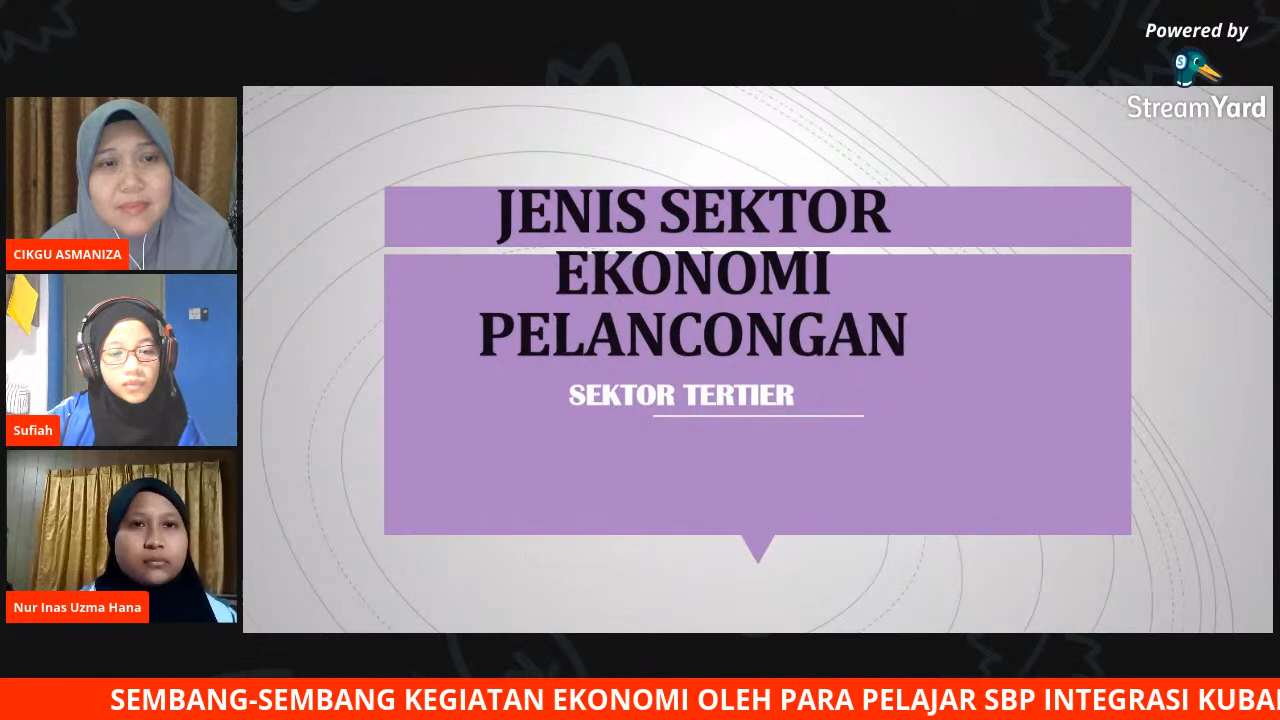 Powered by
StreamYard
CIKGU ASMANIZA
Sufiah
Nur Inas Uzma Hana
JENIS SEKTOR
EKONOMI
PELANCONGAN
SEKTOR TERTIER
SEMBANG-SEMBANG KEGIATAN EKONOMI OLEH PARA PELAJAR SBP INTEGRASI